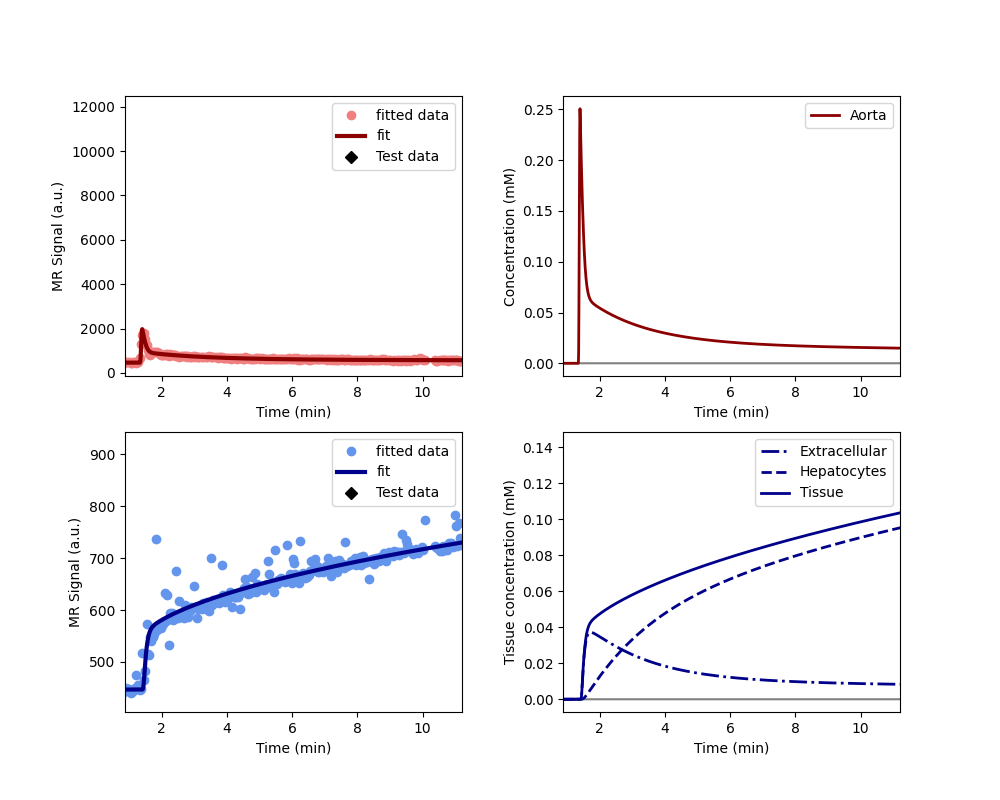 12000
10000
8000
6000
4000
2000
0
MR Signal (a.u.)
fitted data
fit
Test data
2 4 6 8 10
Time (min)
0.25
0.20
0.15
0.10
0.05
0.00
Concentration (mM)
Aorta
2 4 6 8 10
Time (min)
900
800
700
600
500
MR Signal (a.u.)
fitted data
fit
Test data
2 4 6 8 10
Time (min)
0.14
0.12
0.10
0.08
0.06
0.04
0.02
0.00
Tissue concentration (mM)
Extracellular
Hepatocytes
Tissue
2 4 6 8 10
Time (min)